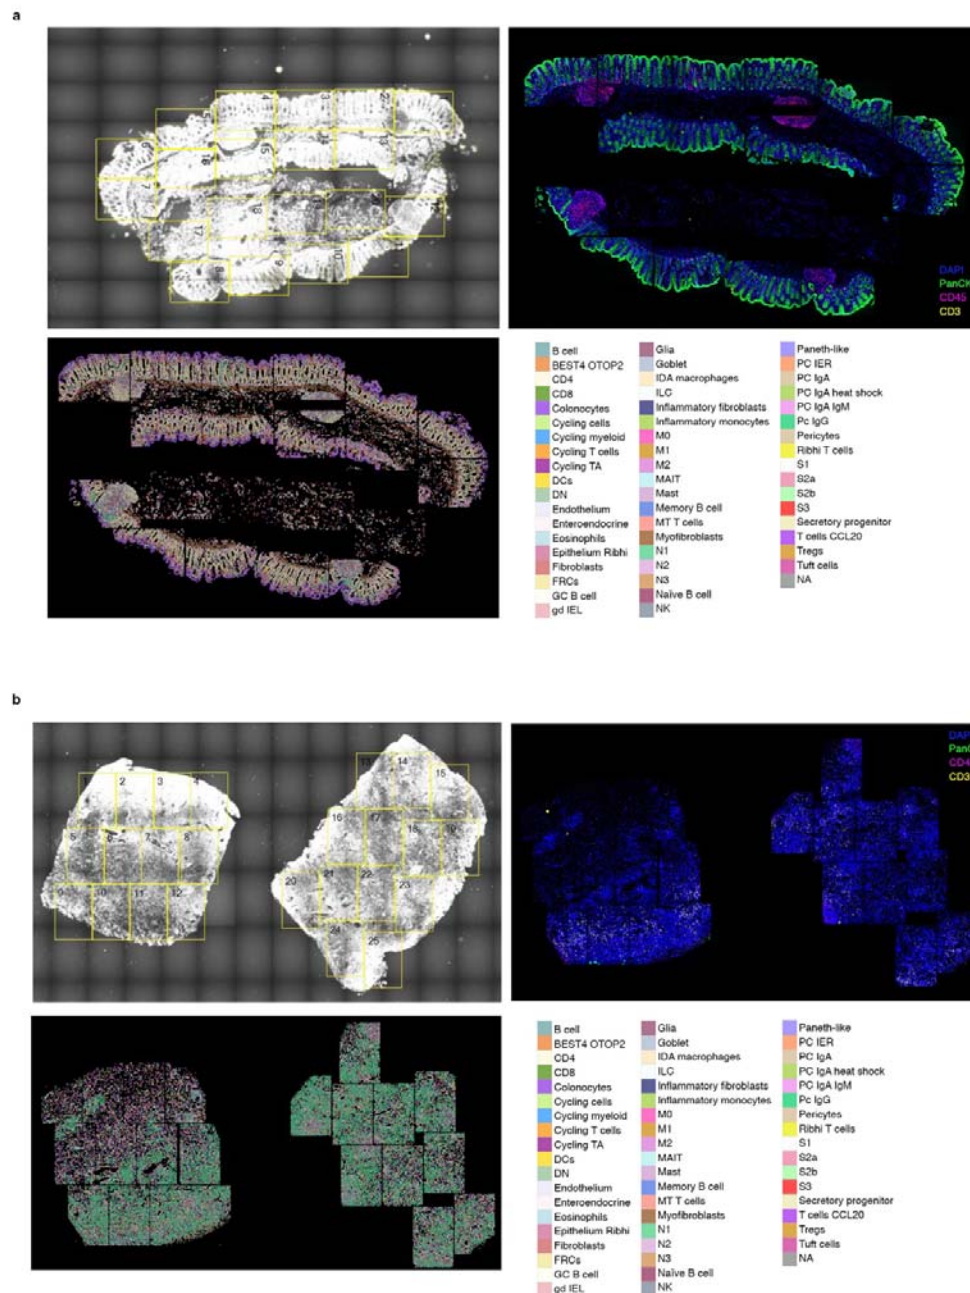 a
DAPI
PanCK
CD45
CD3
B cell
BEST4 OTOP2
CD4
CD8
Colonocytes
Cycling cells
Cycling myeloid
Cycling T cells
Cycling TA
DCs
DN
Endothelium
Enteroendocrine
Eosinphils
Epithelium Ribhi
Fibroblasts
FRCs
GC B cell
gd IEL
Glia
Goblet
IDA macrophages
ILC
Inflammatory fibroblasts
Inflammatory monocytes
M0
M1
M2
MAIT
Mast
Memory B cell
MT T cells
Myofibroblasts
N1
N2
N3
Naïve B cell
NK
Paneth-like
PC IER
PC IgA
PC IgA heat shock
PC IgA IgM
Pc IgG
Pericytes
Ribhi T cells
S1
S2a
S2b
S3
Secretory progenitor
T cells CCL20
Tregs
Tuft cells
NA
b
2 3
5 6 7 8
9 10 11 12
13 14 15
16 17 18 19
20 21 22 23
24 25
DAP
PanC
CD4
CD3
B cell
BEST4 OTOP2
CD4
CD8
Colonocytes
Cycling cells
Cycling myeloid
Cycling T cells
Cycling TA
DCs
DN
Endothelium
Enteroendocrine
Eosinphils
Epithelium Ribhi
Fibroblasts
FRCs
GC B cell
gd IEL
Glia
Goblet
IDA macrophages
ILC
Inflammatory fibroblasts
Inflammatory monocytes
M0
M1
M2
MAIT
Mast
Memory B cell
MT T cells
Myofibroblasts
N1
N2
N3
Naïve B cell
NK
Paneth-like
PC IER
PC IgA
PC IgA heat shock
PC IgA IgM
Pc IgG
Pericytes
Ribhi T cells
S1
S2a
S2b
S3
Secretory progenitor
T cells CCL20
Tregs
Tuft cells
NA